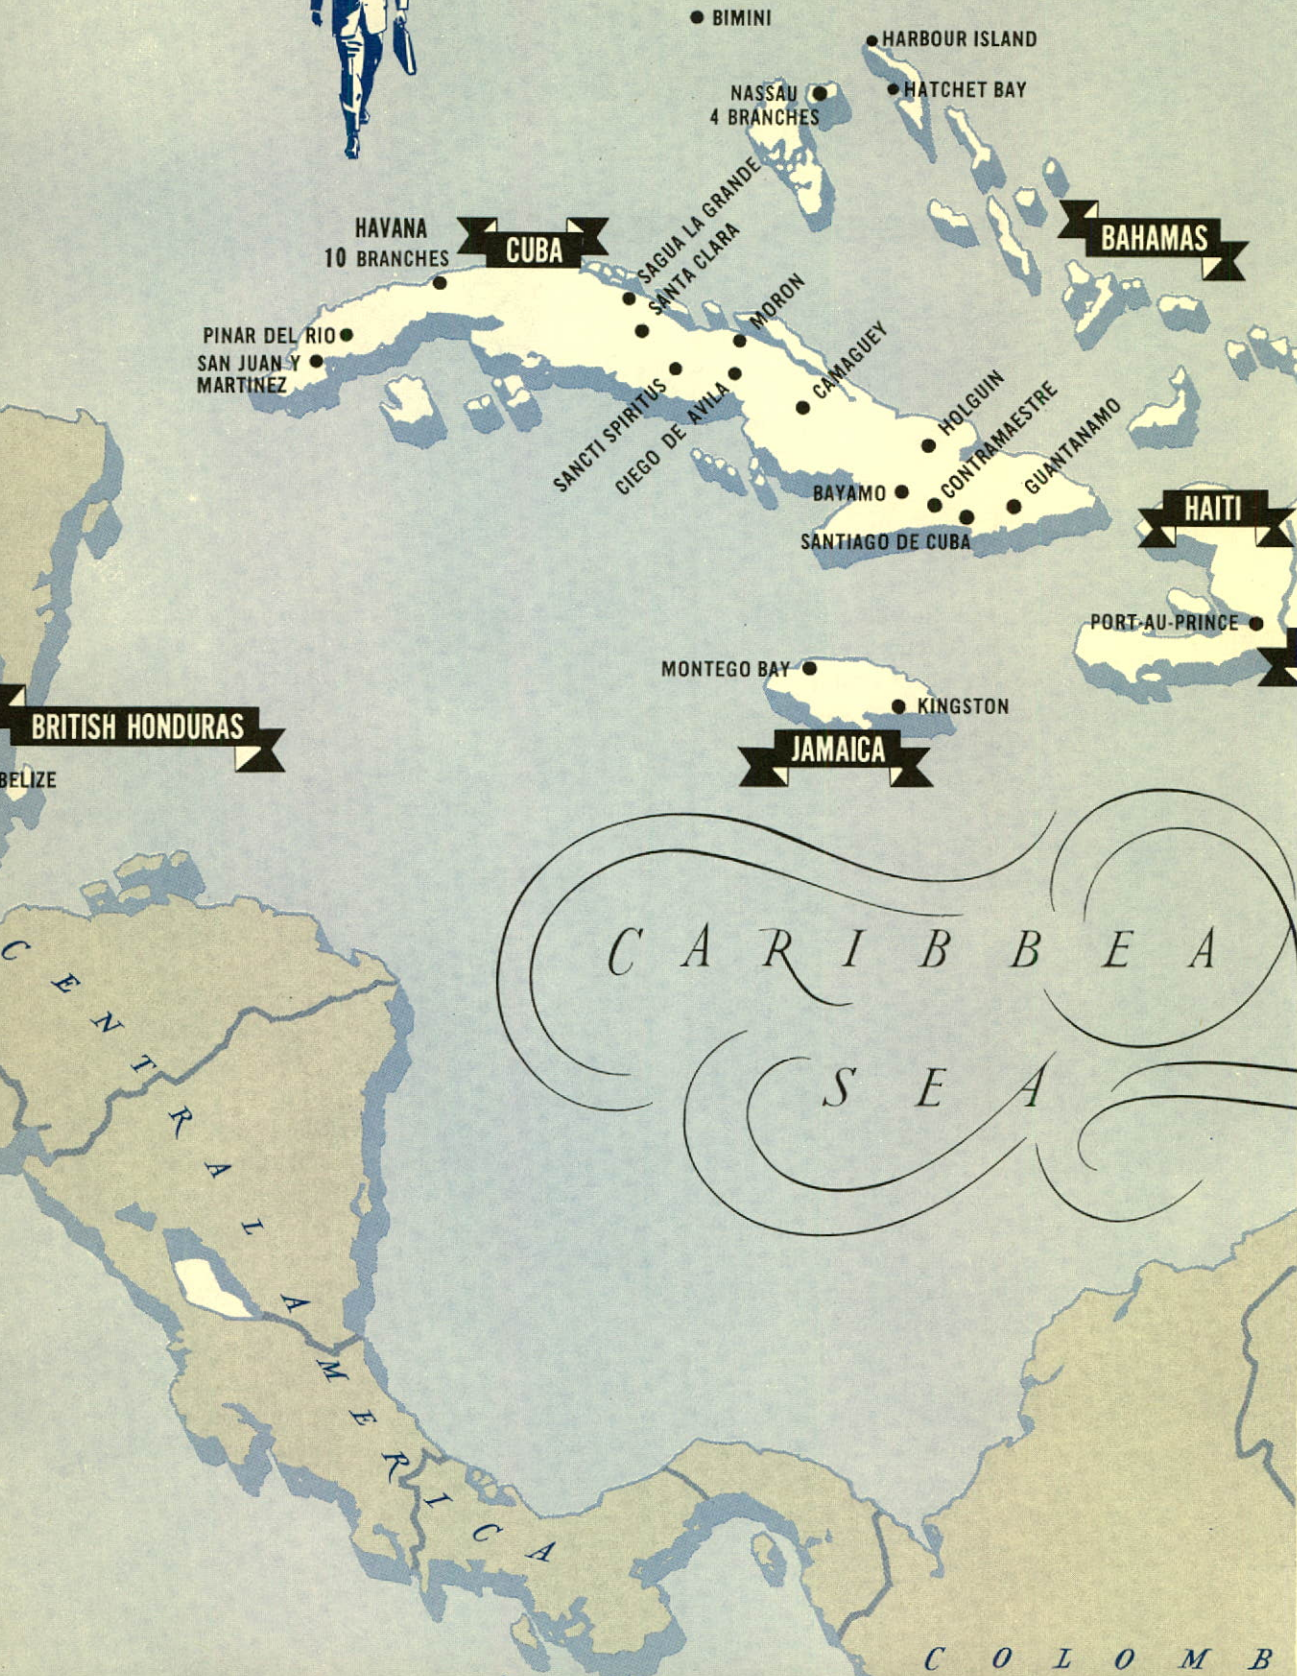 BIMINI
HARBOUR ISLAND
HATCHET BAY
NASSAU
4 BRANCHES
BAHAMAS
HAVANA
10 BRANCHES
CUBA
SAGUA LA GRANDE
SANTA CLARA
MORON
PINAR DEL RIO
SAN JUAN Y
MARTINEZ
SANCTI SPIRITUS
CIEGO DE AVILA
CAMAGUEY
HOLGUIN
CONTRAMAESTRE
GUANTANAMO
BAYAMO
SANTIAGO DE CUBA
HAITI
PORT-AU-PRINCE
MONTEGO BAY
KINGSTON
JAMAICA
BRITISH HONDURAS
BELIZE
CARIBBEA
SEA
CENTRAL AMERICA
COLOMB